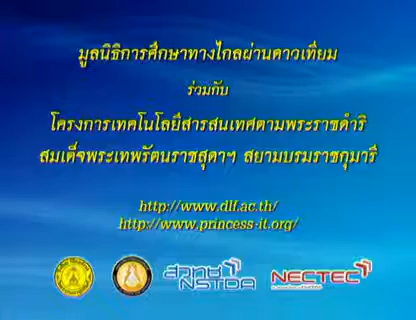 มูลนิธิการศึกษาทางไกลผ่านดาวเทียม
ร่วมกับ
โครงการเทคโนโลยีสารสนเทศตามพระราชดำริ
สมเด็จพระเทพรัตนราชสุดาฯ สยามบรมราชกุมารี
http://www.dlf.ac.th/
http://www.princess-it.org/
สวทช
NSTDA
NECTEC